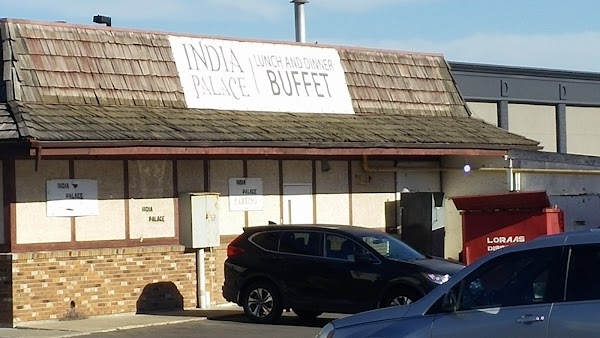 INDIA
PALACE
LUNCH AND DINNER
BUFFET
INDIA
PALACE
INDIA
PALACE
INDIA
PALACE
PARKING
LORAAS